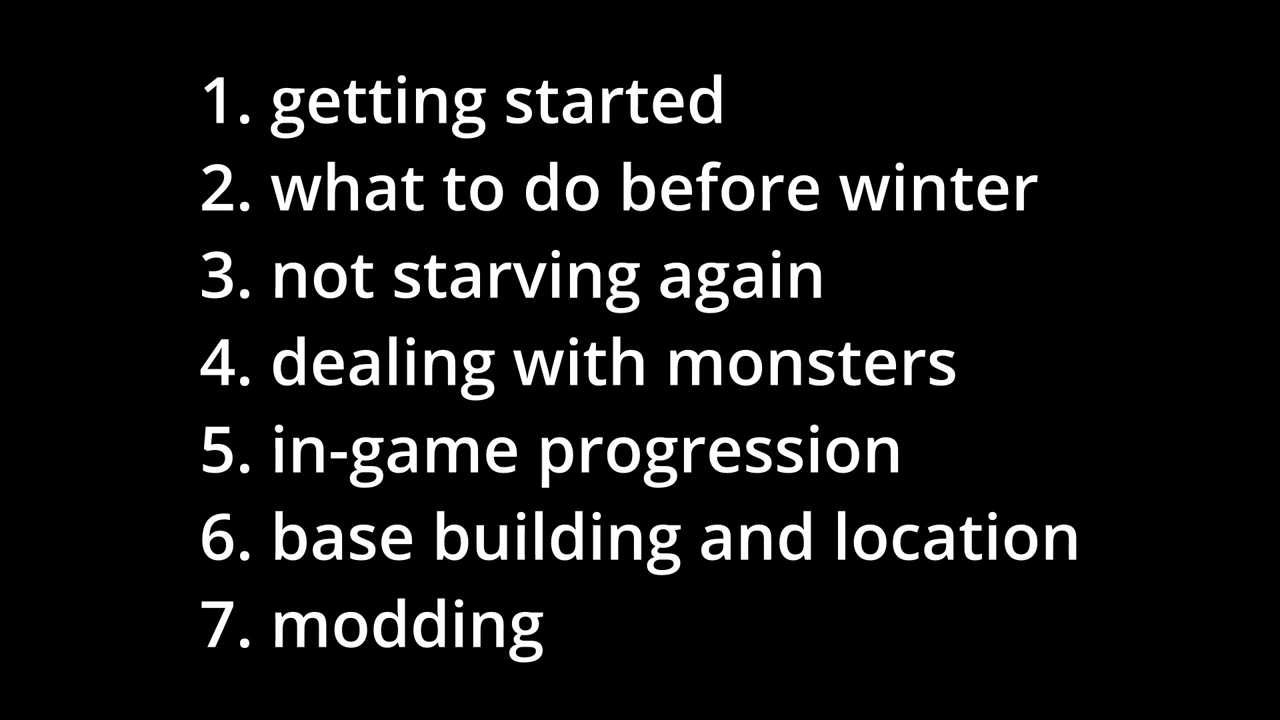 1. getting started
2. what to do before winter
3. not starving again
4. dealing with monsters
5. in-game progression
6. base building and location
7. modding